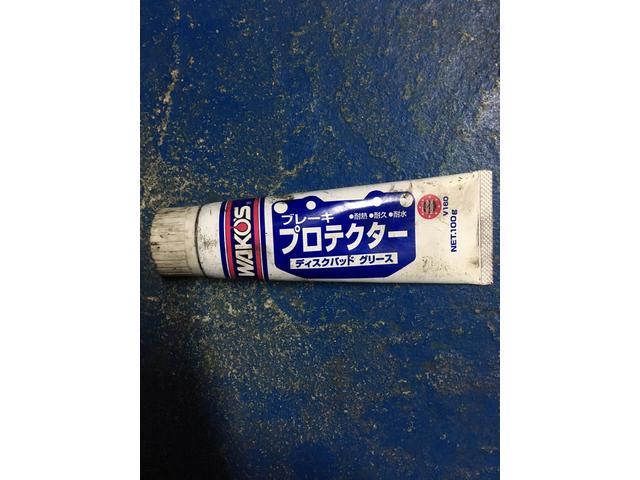 WAKO'S
ブレーキ
●耐熱 ●耐久 ●耐水
プロテクター
ディスクパッド グリース
V160
NET.100g